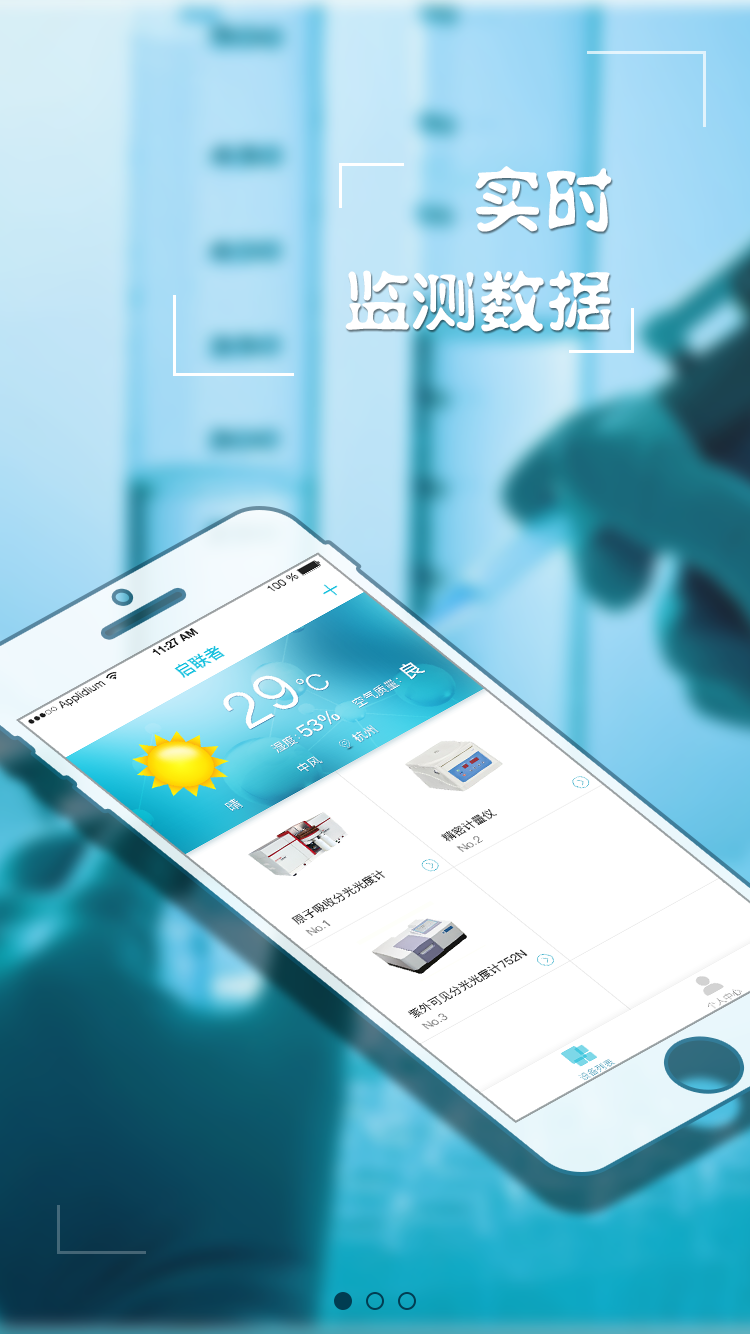 实时
监测数据
Applidium 11:27 AM 100 %
启联者
29℃
湿度:53% 空气质量:良
晴 中风 杭州
原子吸收分光光度计
No.1
精密计量仪
No.2
紫外可见分光光度计752N
No.3
设备列表
个人中心